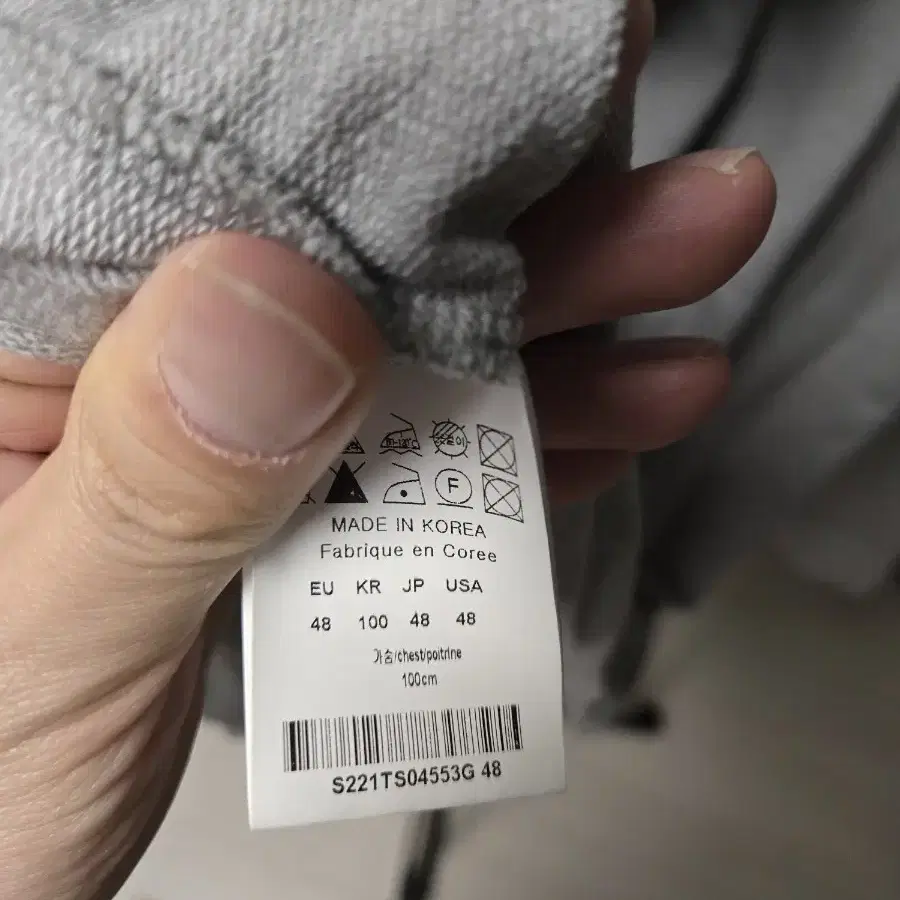 F
MADE IN KOREA
Fabrique en Coree
EU KR JP USA
48 100 48 48
가슴/chest/poitrine
100cm
S221TS04553G 48